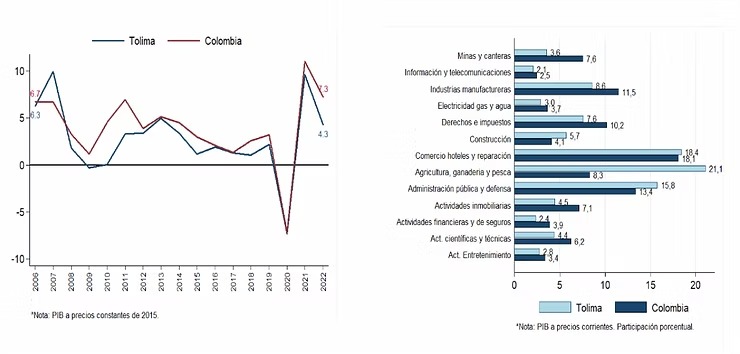 Tolima Colombia
10
5
0
-5
-10
6.7
6.3
7.3
4.3
2006 2007 2008 2009 2010 2011 2012 2013 2014 2015 2016 2017 2018 2019 2020 2021 2022
*Nota: PIB a precios constantes de 2015.
Minas y canteras 3,6 7,6
Información y telecomunicaciones 2,1 2,5
Industrias manufactureras 8,6 11,5
Electricidad gas y agua 3,0 3,7
Derechos e impuestos 7,6 10,2
Construcción 5,7 4,1
Comercio hoteles y reparación 18,4 18,1
Agricultura, ganaderia y pesca 21,1 8,3
Administración pública y defensa 15,8 13,4
Actividades inmobiliarias 4,5 7,1
Actividades financieras y de seguros 2,4 3,9
Act. científicas y técnicas 4,4 6,2
Act. Entretenimiento 2,8 3,4
0 5 10 15 20
Tolima Colombia
*Nota: PIB a precios corrientes. Participación porcentual.